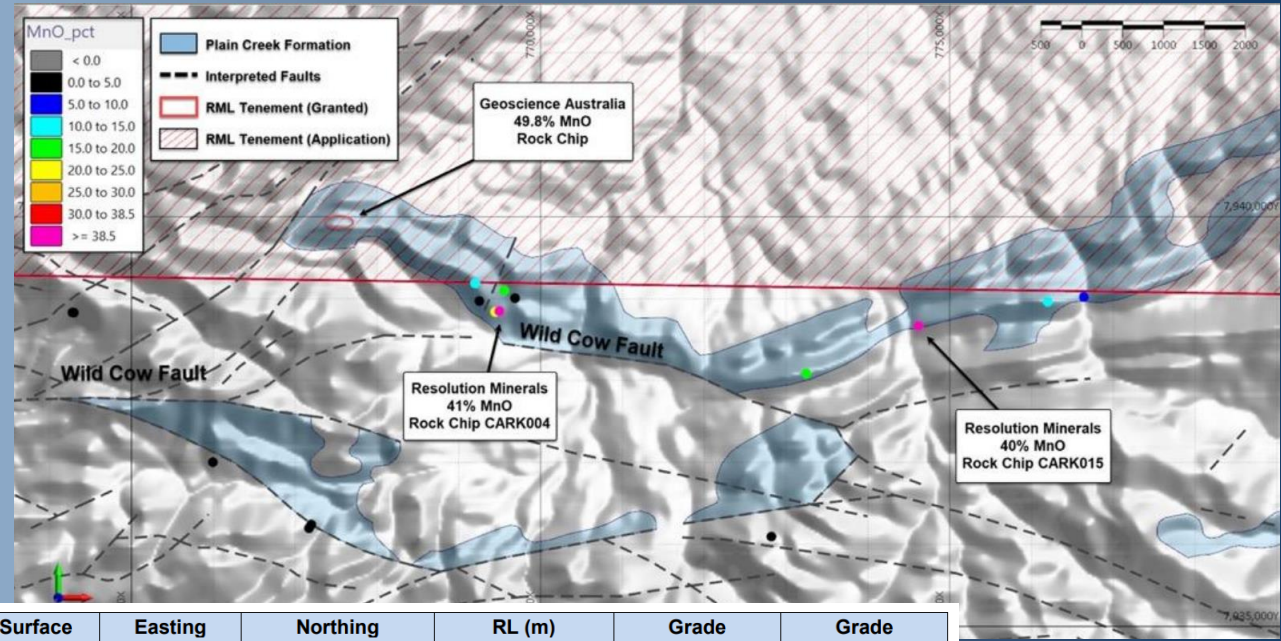 MnO_pct
< 0.0
0.0 to 5.0
5.0 to 10.0
10.0 to 15.0
15.0 to 20.0
20.0 to 25.0
25.0 to 30.0
30.0 to 38.5
>= 38.5
Plain Creek Formation
Interpreted Faults
RML Tenement (Granted)
RML Tenement (Application)
770,000X
775,000X
500 0 500 1000 1500 2000
Geoscience Australia
49.8% MnO
Rock Chip
7,940,000Y
Wild Cow Fault
Wild Cow Fault
Resolution Minerals
41% MnO
Rock Chip CARK004
Resolution Minerals
40% MnO
Rock Chip CARK015
7,935,000Y
Surface Easting Northing RL (m) Grade Grade